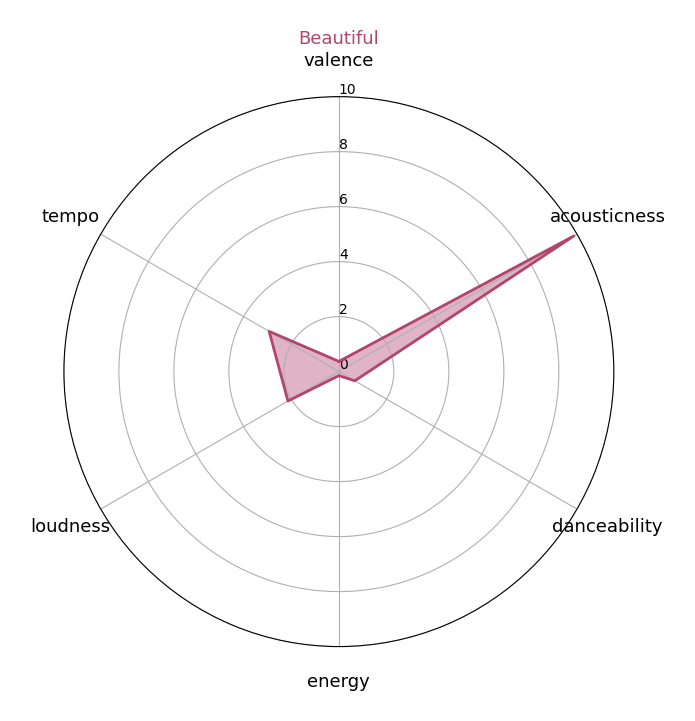 Beautiful
valence
10
8
acousticness
tempo
6
4
2
0
loudness
danceability
energy